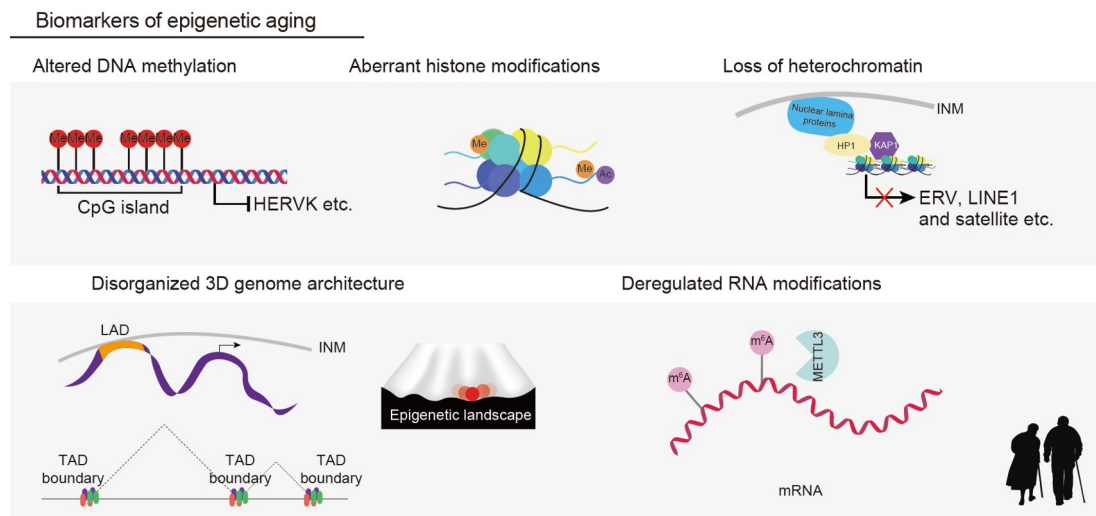 Biomarkers of epigenetic aging
Altered DNA methylation
Aberrant histone modifications
Loss of heterochromatin
Me Me Me Me Me Me Me
CpG island
HERVK etc.
Me
Me
Ac
INM
Nuclear lamina
proteins
HP1
KAP1
ERV, LINE1
and satellite etc.
Disorganized 3D genome architecture
Deregulated RNA modifications
LAD
INM
TAD
boundary
TAD
boundary
TAD
boundary
Epigenetic landscape
m⁶A
m⁶A
METTL3
mRNA